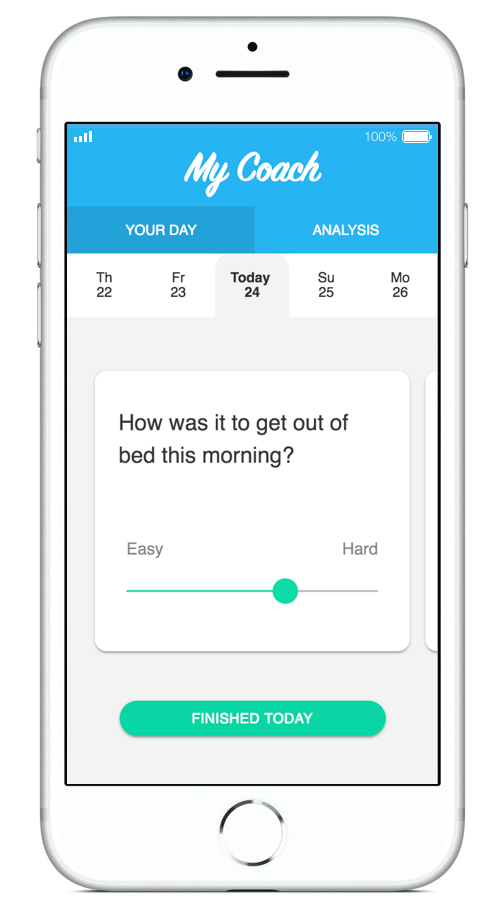 100%
My Coach
YOUR DAY ANALYSIS
Th Fr Today Su Mo
22 23 24 25 26
How was it to get out of
bed this morning?
Easy Hard
FINISHED TODAY